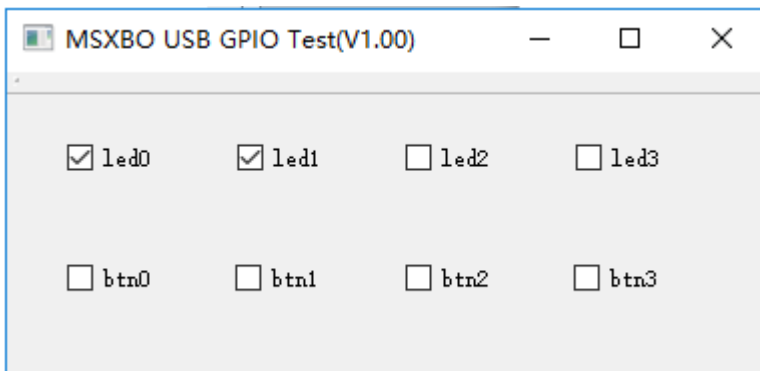 MSXBO USB GPIO Test(V1.00)
led0 led1 led2 led3
btn0 btn1 btn2 btn3